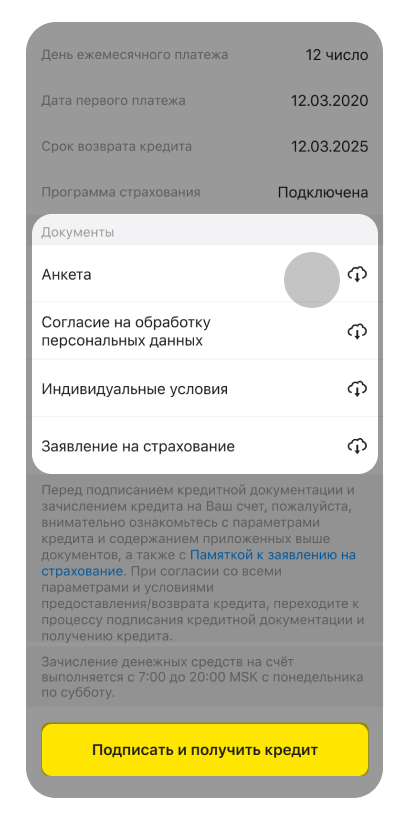 День ежемесячного платежа 12 число
Дата первого платежа 12.03.2020
Срок возврата кредита 12.03.2025
Программа страхования Подключена
Документы
Анкета
Согласие на обработку
персональных данных
Индивидуальные условия
Заявление на страхование
Перед подписанием кредитной документации и
зачислением кредита на Ваш счет, пожалуйста,
внимательно ознакомьтесь с параметрами
кредита и содержанием приложенных выше
документов, а также с Памяткой к заявлению на
страхование. При согласии со всеми
параметрами и условиями
предоставления/возврата кредита, переходите к
процессу подписания кредитной документации и
получению кредита.
Зачисление денежных средств на счёт
выполняется с 7:00 до 20:00 MSK с понедельника
по субботу.
Подписать и получить кредит